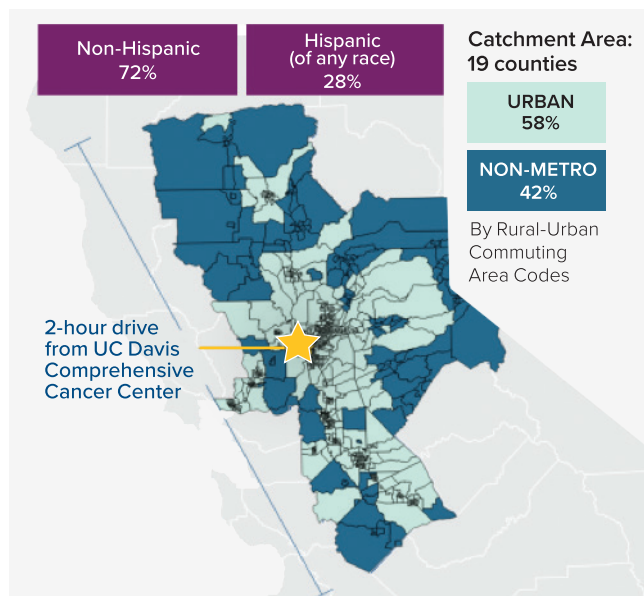 Non-Hispanic
72%
Hispanic
(of any race)
28%
Catchment Area:
19 counties
URBAN
58%
NON-METRO
42%
By Rural-Urban
Commuting
Area Codes
2-hour drive
from UC Davis
Comprehensive
Cancer Center